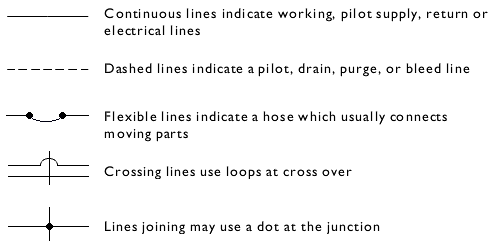 Continuous lines indicate working, pilot supply, return or
electrical lines
Dashed lines indicate a pilot, drain, purge, or bleed line
Flexible lines indicate a hose which usually connects
moving parts
Crossing lines use loops at cross over
Lines joining may use a dot at the junction